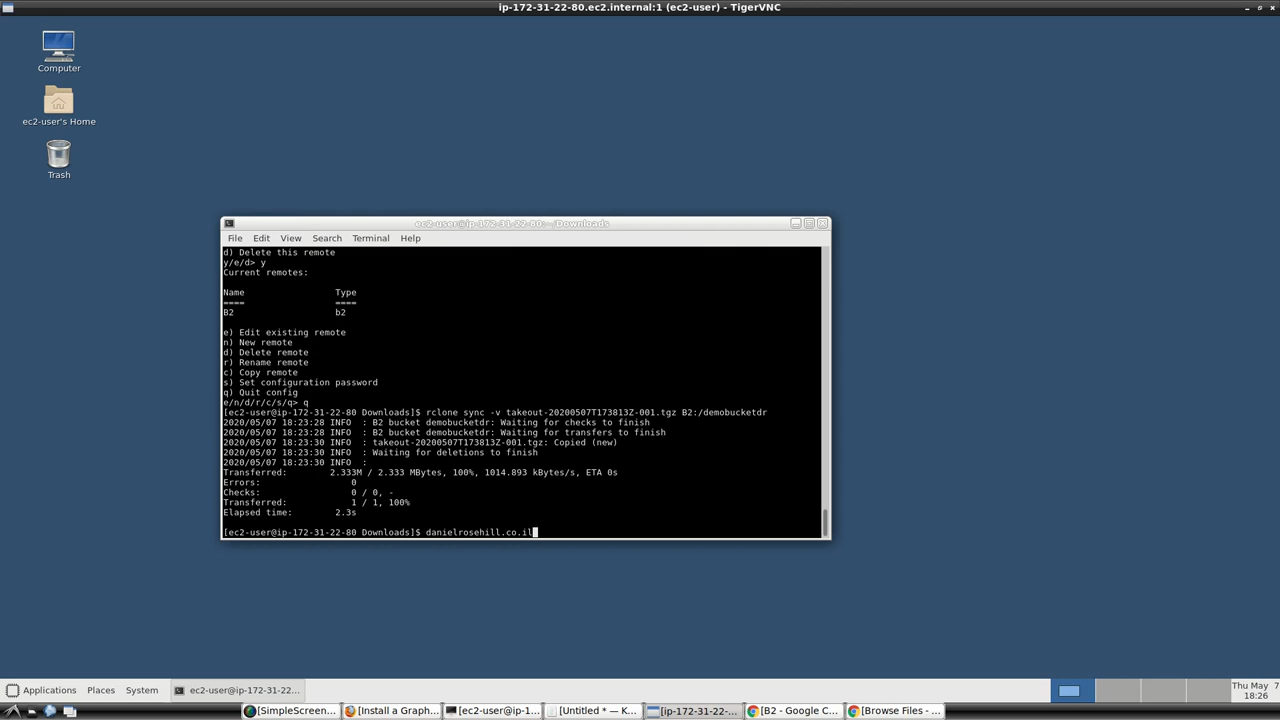 ip-172-31-22-80.ec2.internal:1 (ec2-user) - TigerVNC
Computer
ec2-user's Home
Trash
ec2-user@ip-172-31-22-80:~/Downloads
File Edit View Search Terminal Help
d) Delete this remote
y/e/d> y
Current remotes:
Name Type
==== ====
B2 b2
e) Edit existing remote
n) New remote
d) Delete remote
r) Rename remote
c) Copy remote
s) Set configuration password
q) Quit config
e/n/d/r/c/s/q> q
[ec2-user@ip-172-31-22-80 Downloads]$ rclone sync -v takeout-20200507T173813Z-001.tgz B2:/demobucketdr
2020/05/07 18:23:28 INFO  : B2 bucket demobucketdr: Waiting for checks to finish
2020/05/07 18:23:28 INFO  : B2 bucket demobucketdr: Waiting for transfers to finish
2020/05/07 18:23:30 INFO  : takeout-20200507T173813Z-001.tgz: Copied (new)
2020/05/07 18:23:30 INFO  : Waiting for deletions to finish
2020/05/07 18:23:30 INFO  :
Transferred: 2.333M / 2.333 MBytes, 100%, 1014.893 kBytes/s, ETA 0s
Errors: 0
Checks: 0 / 0, -
Transferred: 1 / 1, 100%
Elapsed time: 2.3s
[ec2-user@ip-172-31-22-80 Downloads]$ danielrosehill.co.il
Applications Places System ec2-user@ip-172-31-22... Thu May 7
18:26
[SimpleScreen... [Install a Graph... [ec2-user@ip-1... [Untitled * — K... [ip-172-31-22-... [B2 - Google C... [Browse Files - ...